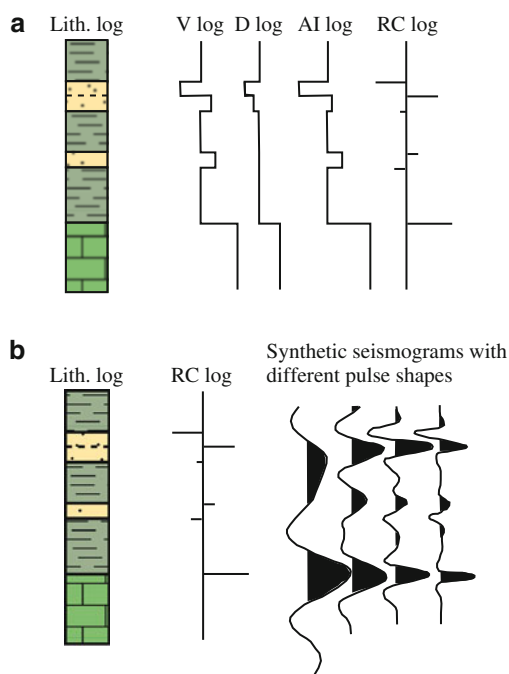 a
Lith. log V log D log AI log RC log
b
Synthetic seismograms with
different pulse shapes
Lith. log RC log